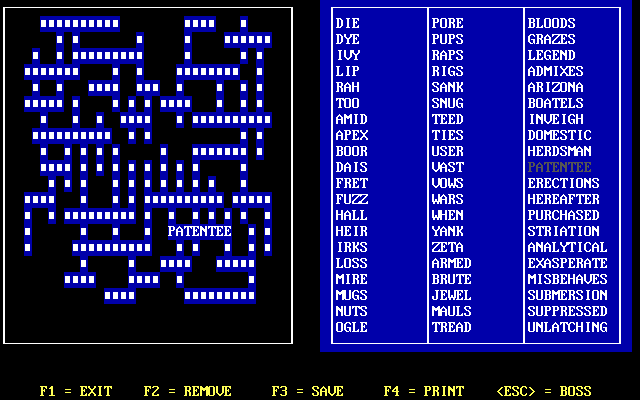 DIE PORE BLOODS
DYE PUPS GRAZES
IVY RAPS LEGEND
LIP RIGS ADMIXES
RAH SANK ARIZONA
TOO SNUG BOATELS
AMID TEED INVEIGH
APEX TIES DOMESTIC
BOOR USER HERDSMAN
DAIS VAST PATENTEE
FRET VOWS ERECTIONS
FUZZ WARS HEREAFTER
HALL WHEN PURCHASED
HEIR YANK STRIATION
IRKS ZETA ANALYTICAL
LOSS ARMED EXASPERATE
MIRE BRUTE MISBEHAVES
MUGS JEWEL SUBMERSION
NUTS MAULS SUPPRESSED
OGLE TREAD UNLATCHING
PATENTEE
F1 = EXIT F2 = REMOVE F3 = SAVE F4 = PRINT <ESC> = BOSS